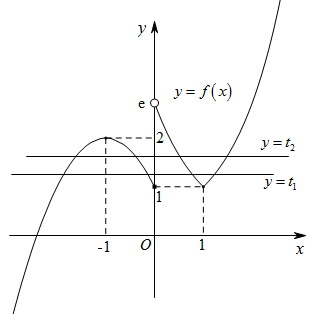 y
e
y = f(x)
2
y = t₂
y = t₁
1
-1
O
1
x